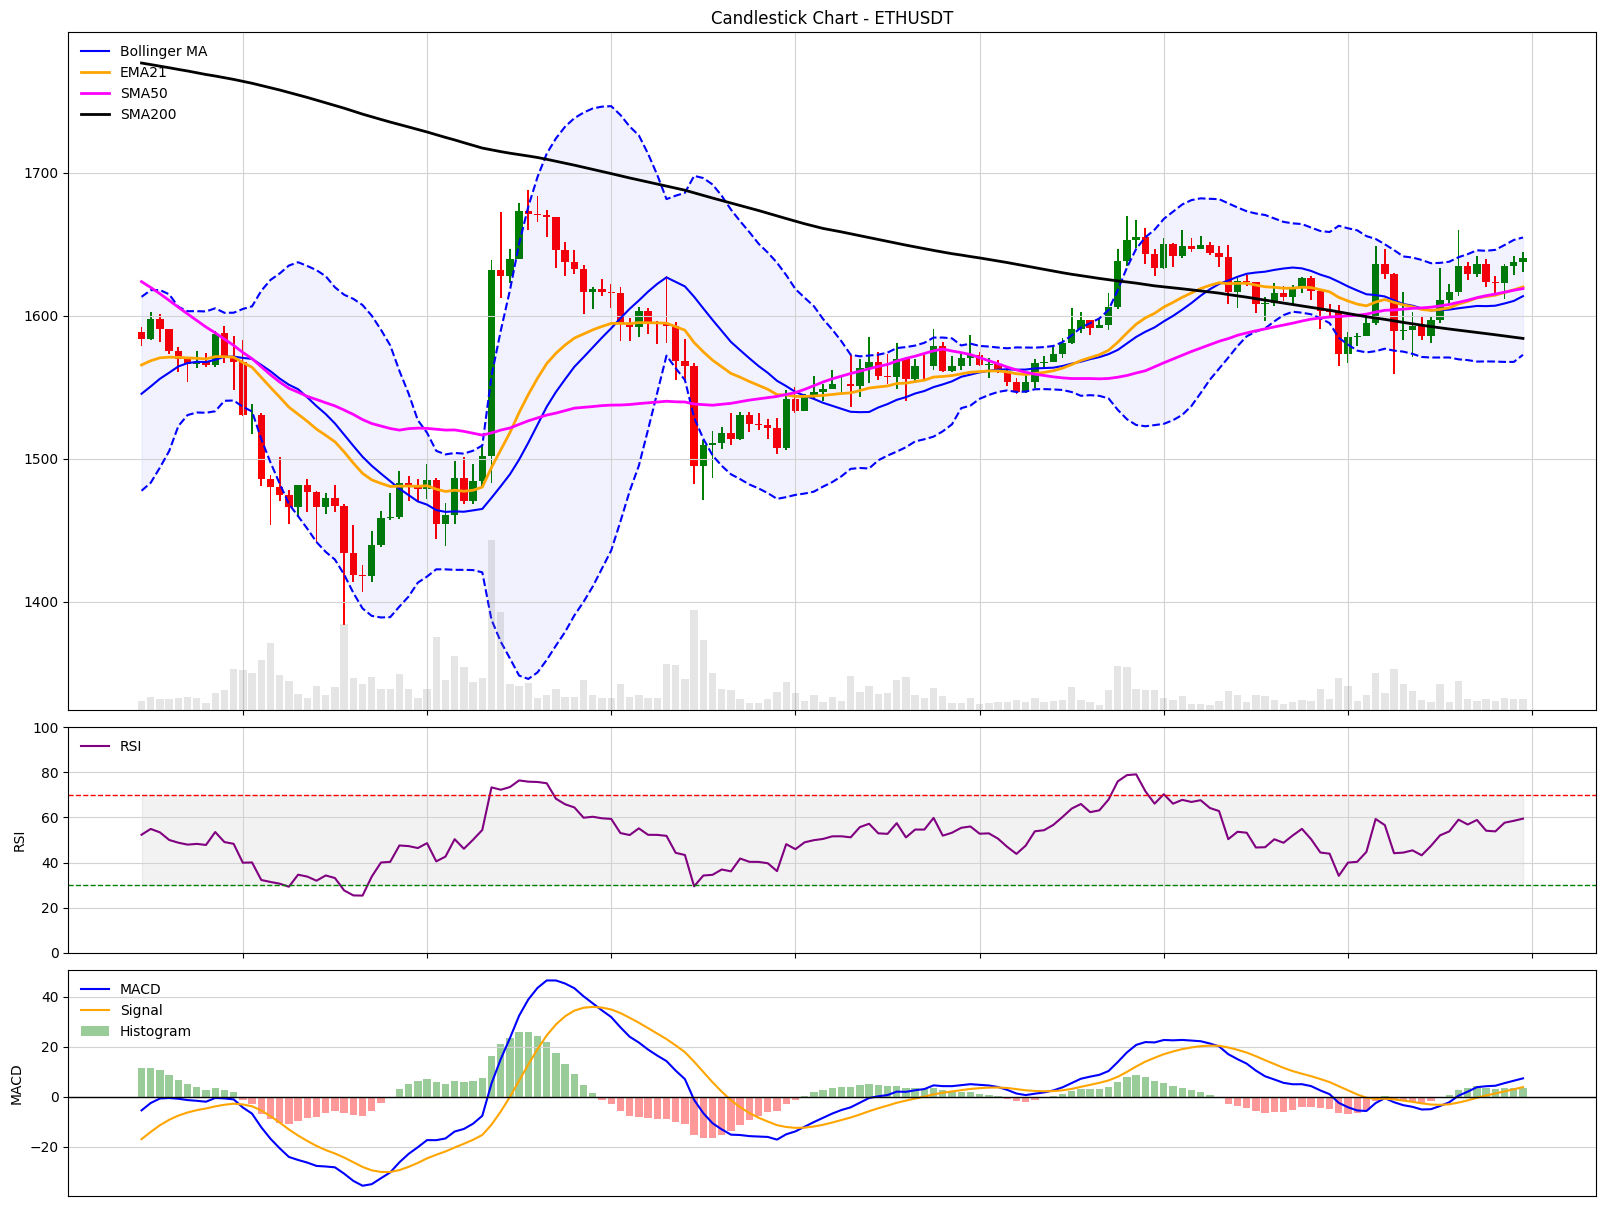 Candlestick Chart - ETHUSDT
Bollinger MA
EMA21
SMA50
SMA200
1700
1600
1500
1400
RSI
100
80
60
40
20
0
RSI
MACD
Signal
Histogram
40
20
0
−20
MACD